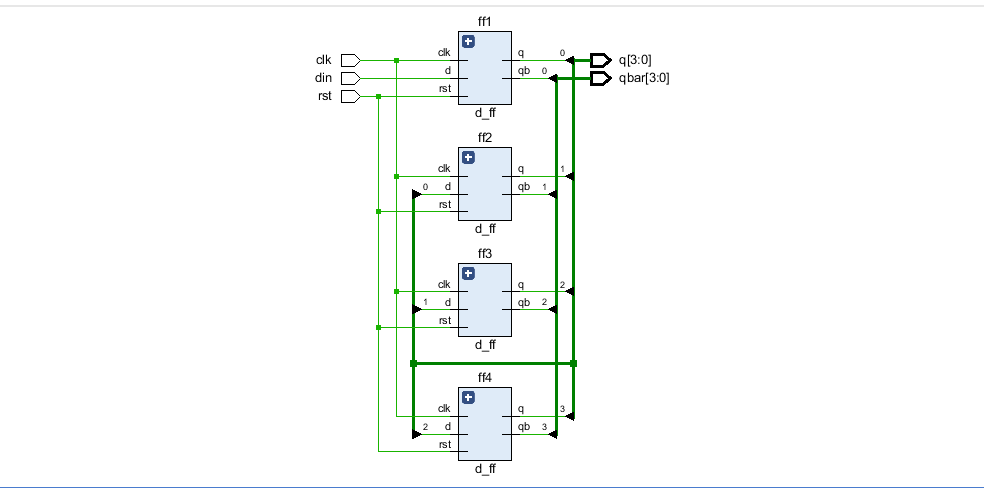 ff1
clk clk q 0 q[3:0]
din d qb 0 qbar[3:0]
rst rst
d_ff
ff2
clk q 1
0 d qb 1
rst
d_ff
ff3
clk q 2
1 d qb 2
rst
d_ff
ff4
clk q 3
2 d qb 3
rst
d_ff